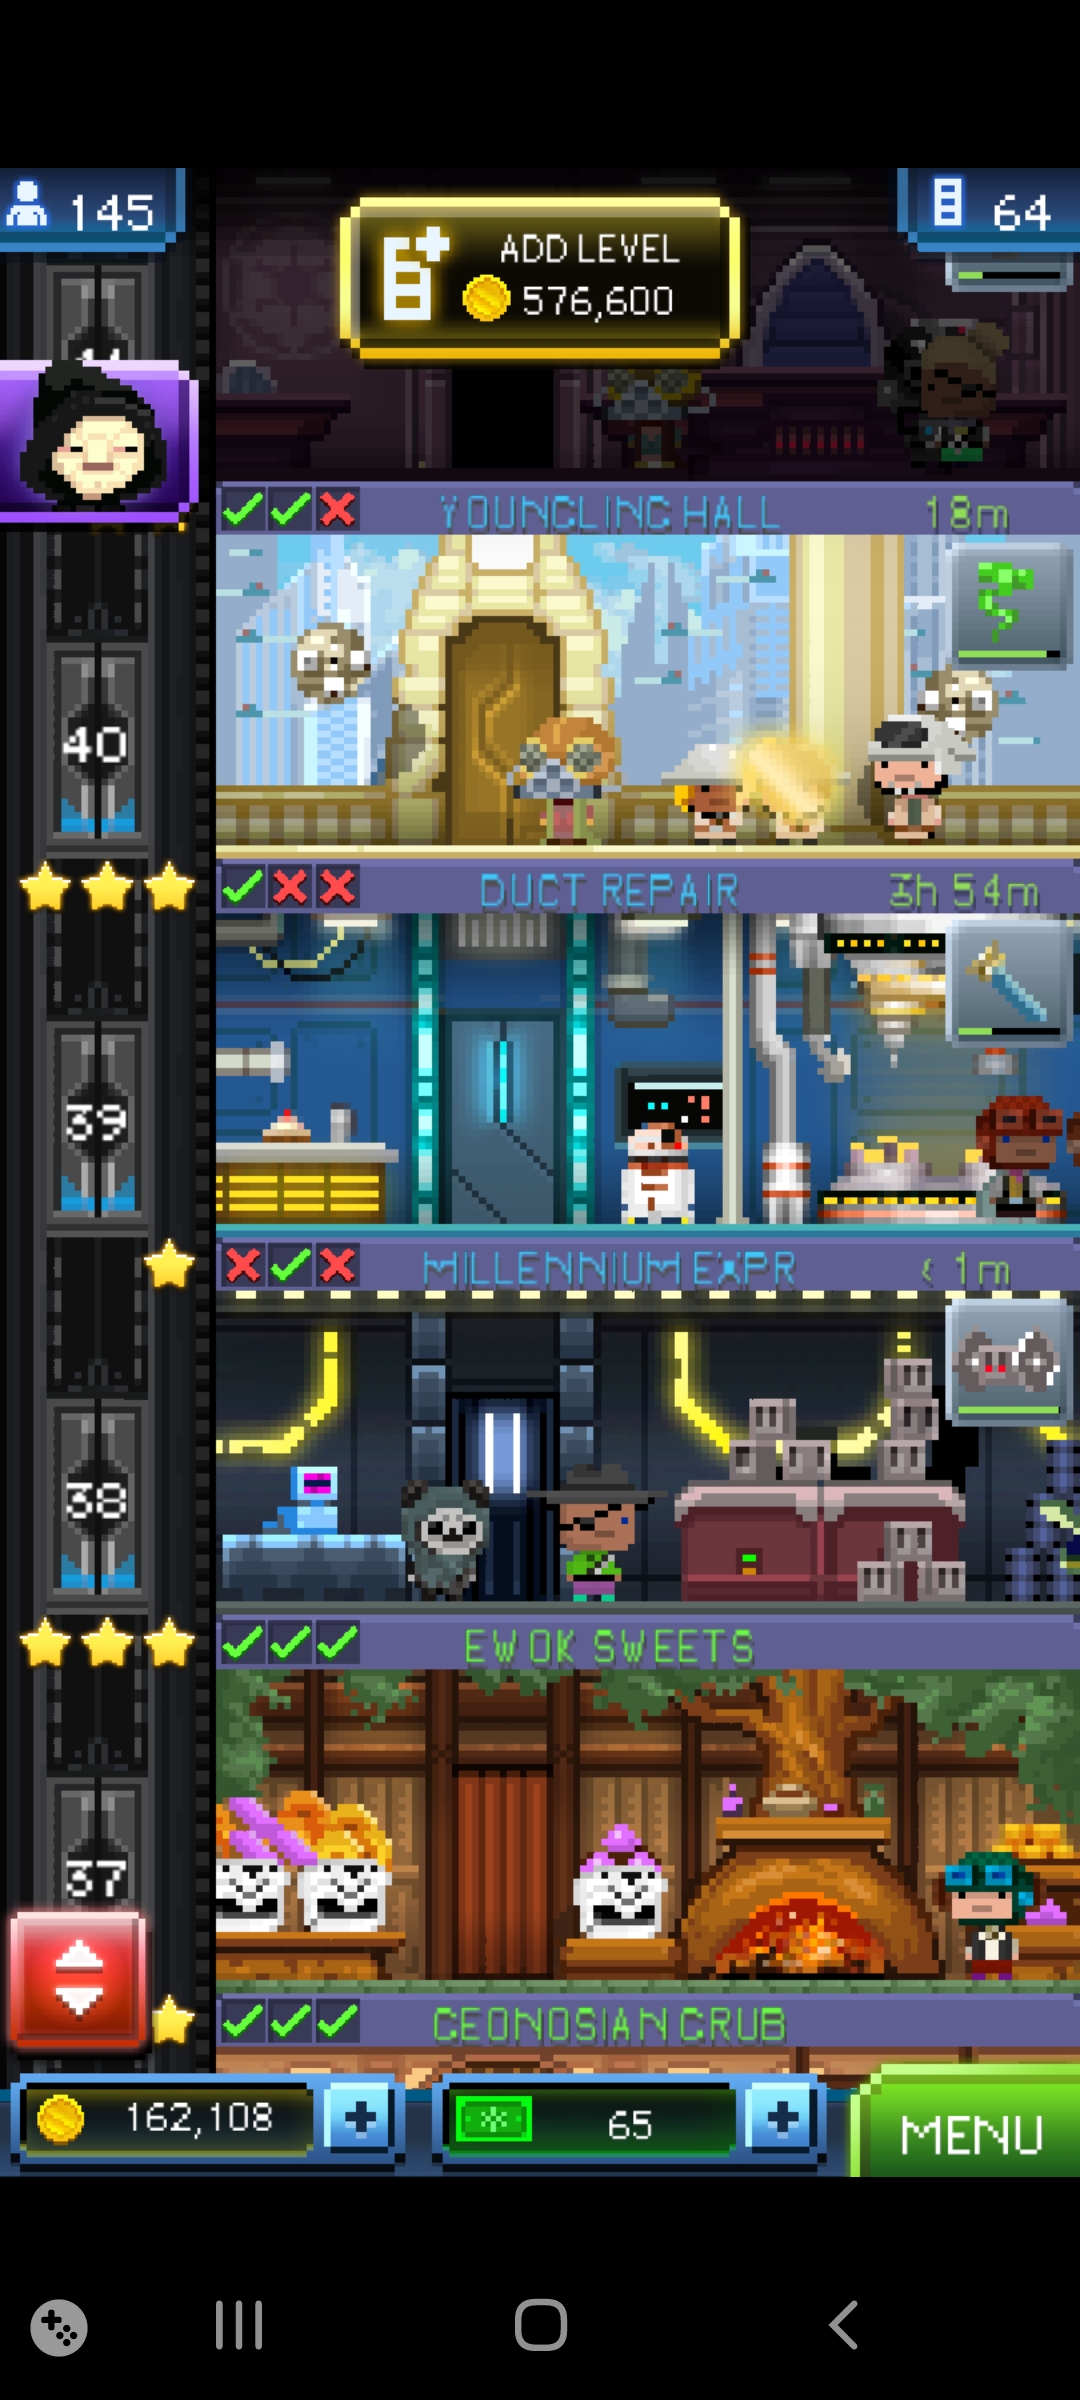 145
ADD LEVEL
576,600
64
YOUNGLING HALL
18m
40
DUCT REPAIR
3h 54m
39
MILLENNIUM EXPR
< 1m
38
EWOK SWEETS
37
GEONOSIAN GRUB
162,108
65
MENU